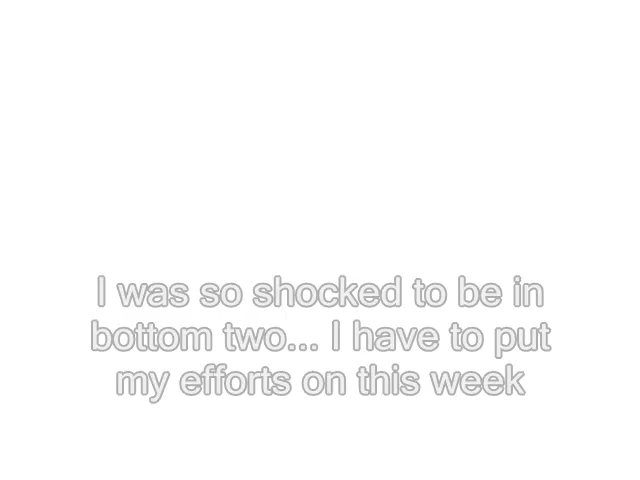 I was so shocked to be in
bottom two... I have to put
my efforts on this week